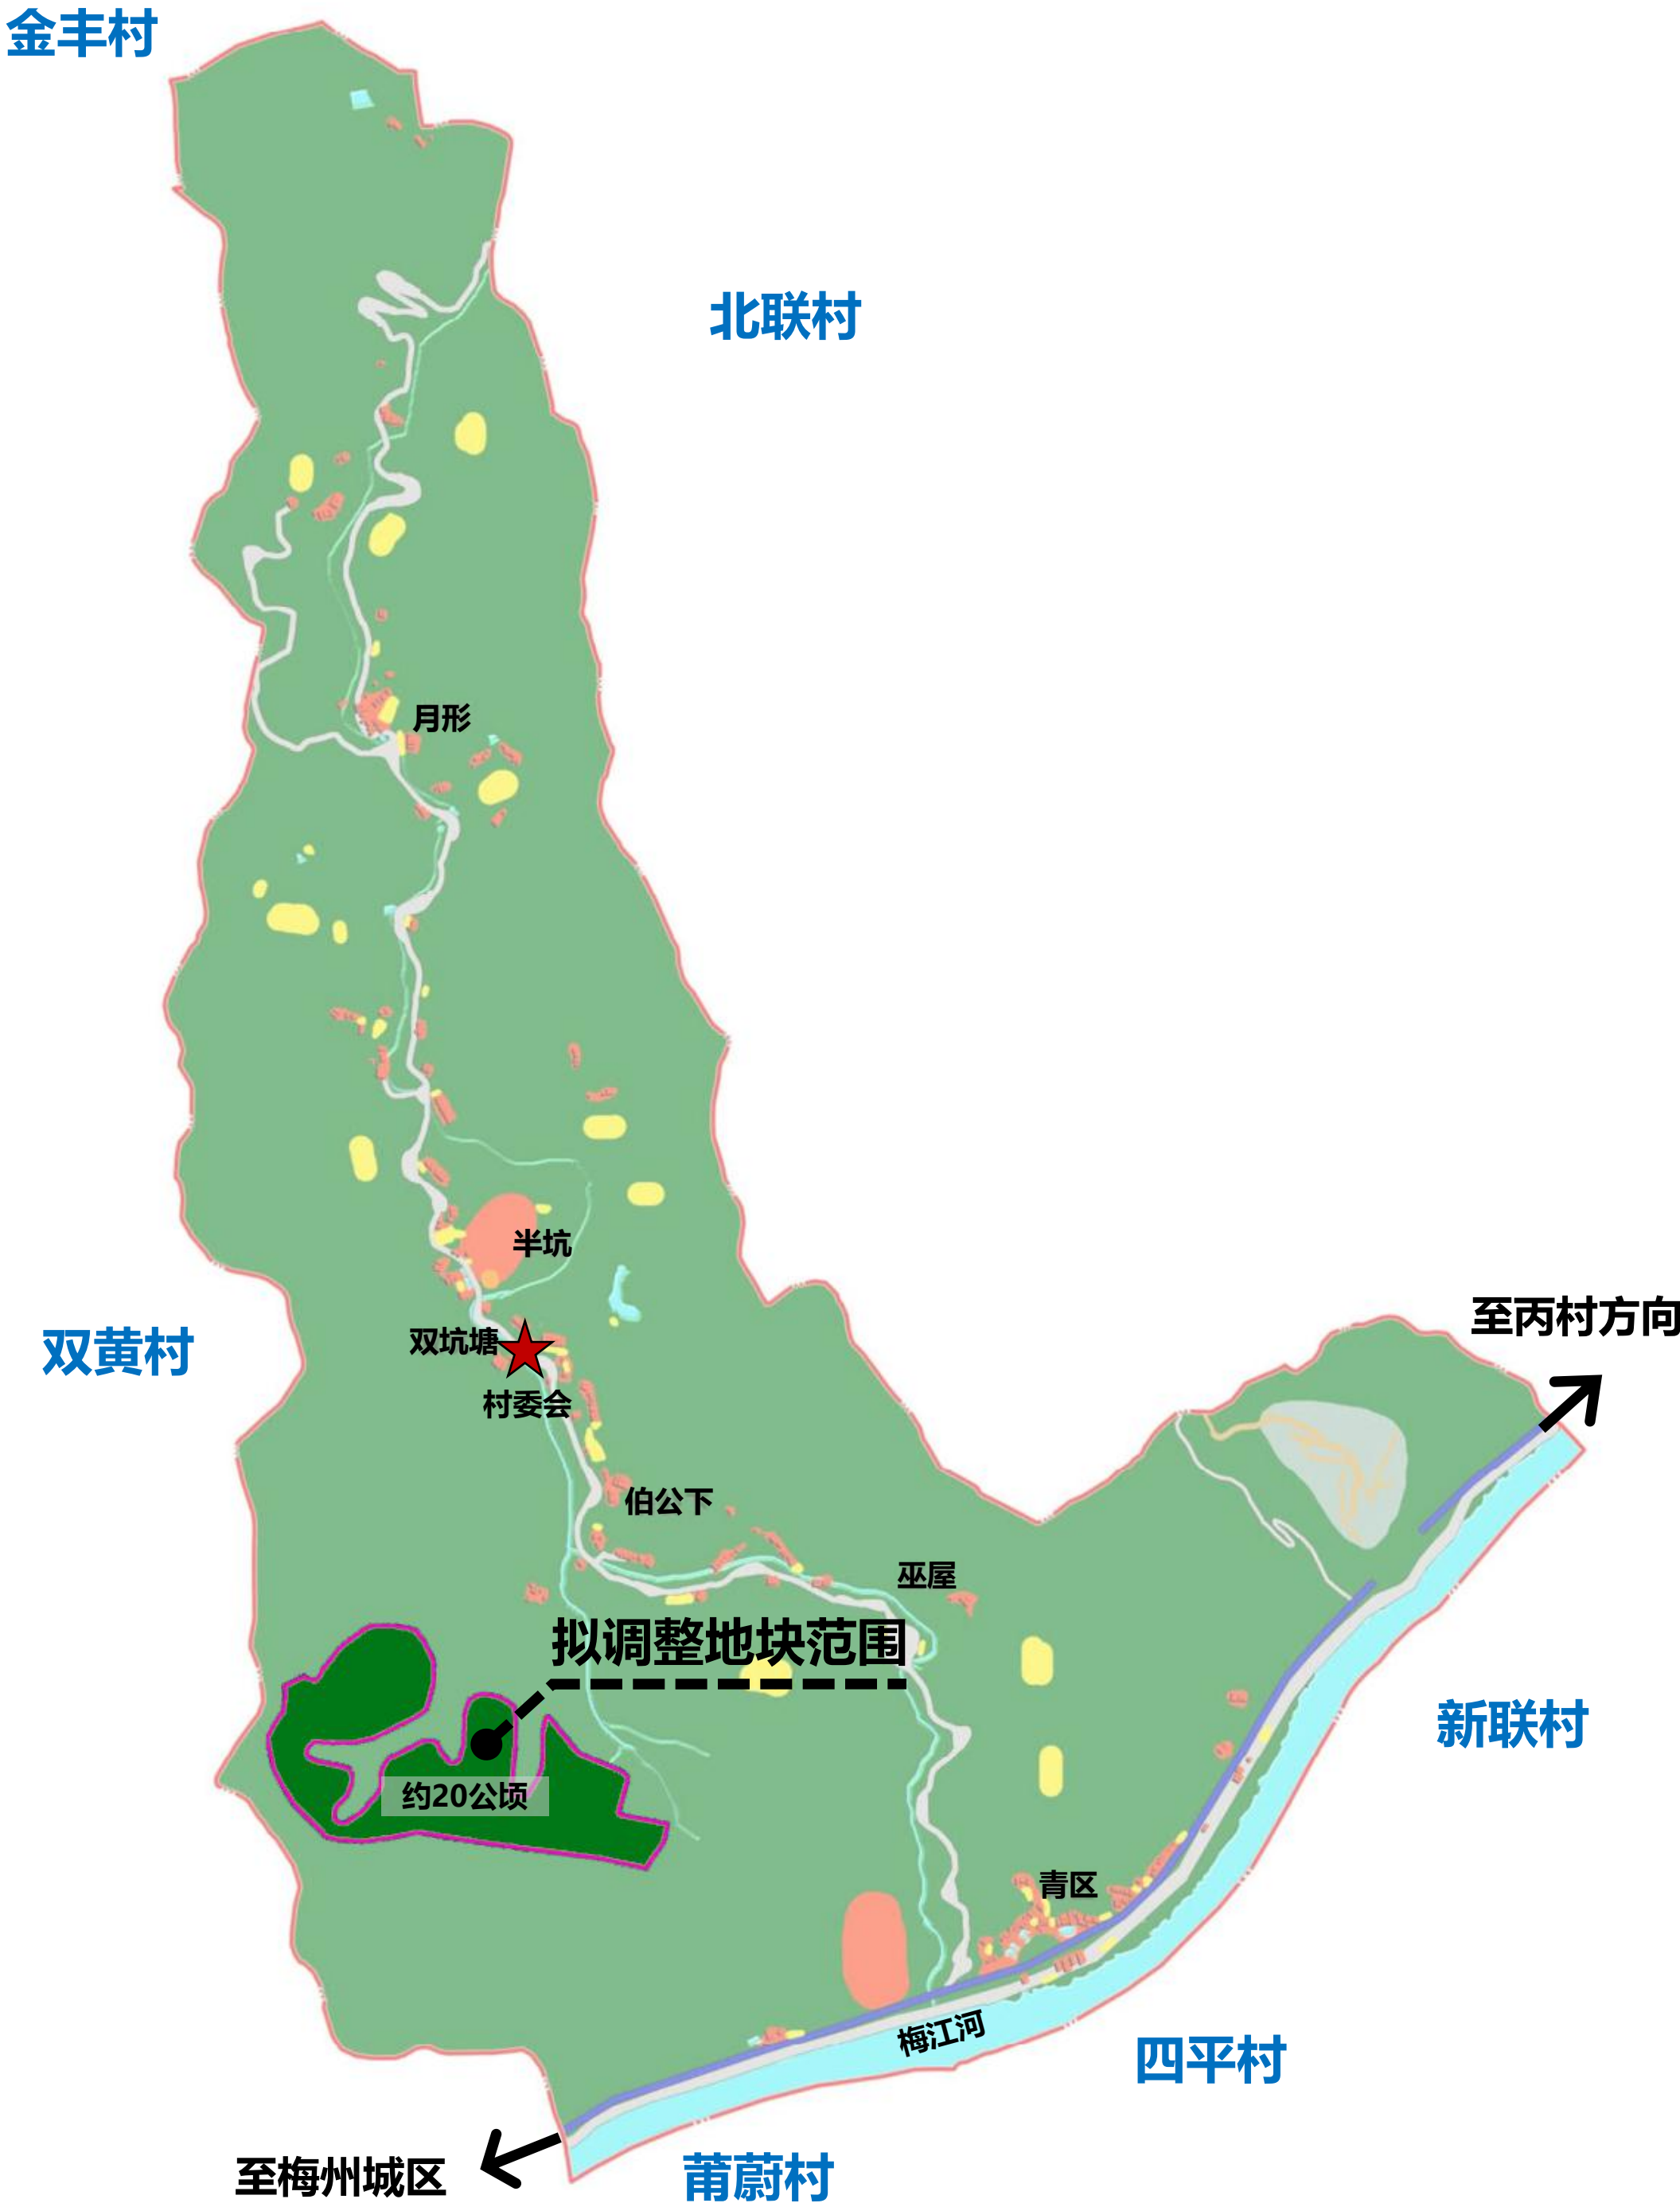 金丰村
北联村
月形
半坑
至丙村方向
双坑塘
双黄村
村委会
伯公下
巫屋
拟调整地块范围
新联村
约20公顷
青区
梅江河
四平村
至梅州城区
莆蔚村